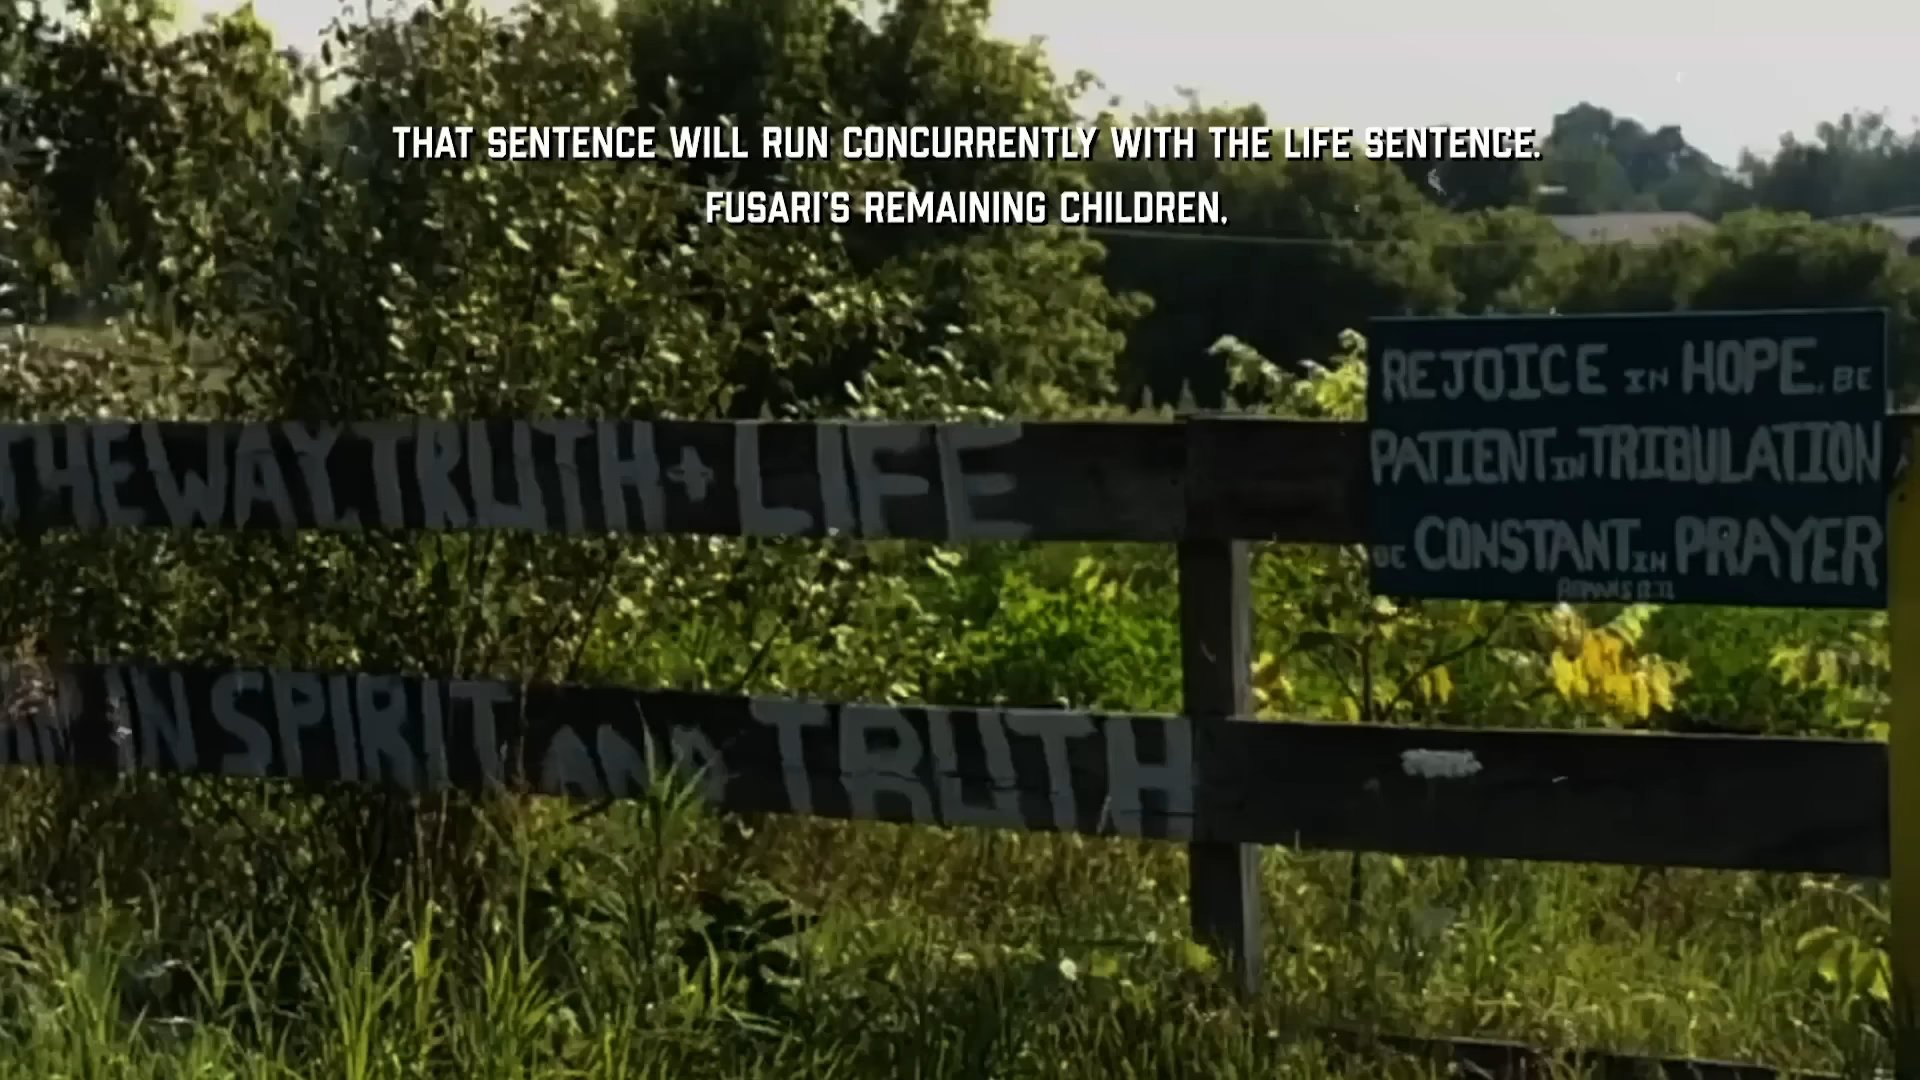 THAT SENTENCE WILL RUN CONCURRENTLY WITH THE LIFE SENTENCE.
FUSARI'S REMAINING CHILDREN,
REJOICE IN HOPE. BE
PATIENT IN TRIBULATION
BE CONSTANT IN PRAYER
THE WAY, TRUTH + LIFE
IN SPIRIT AND TRUTH